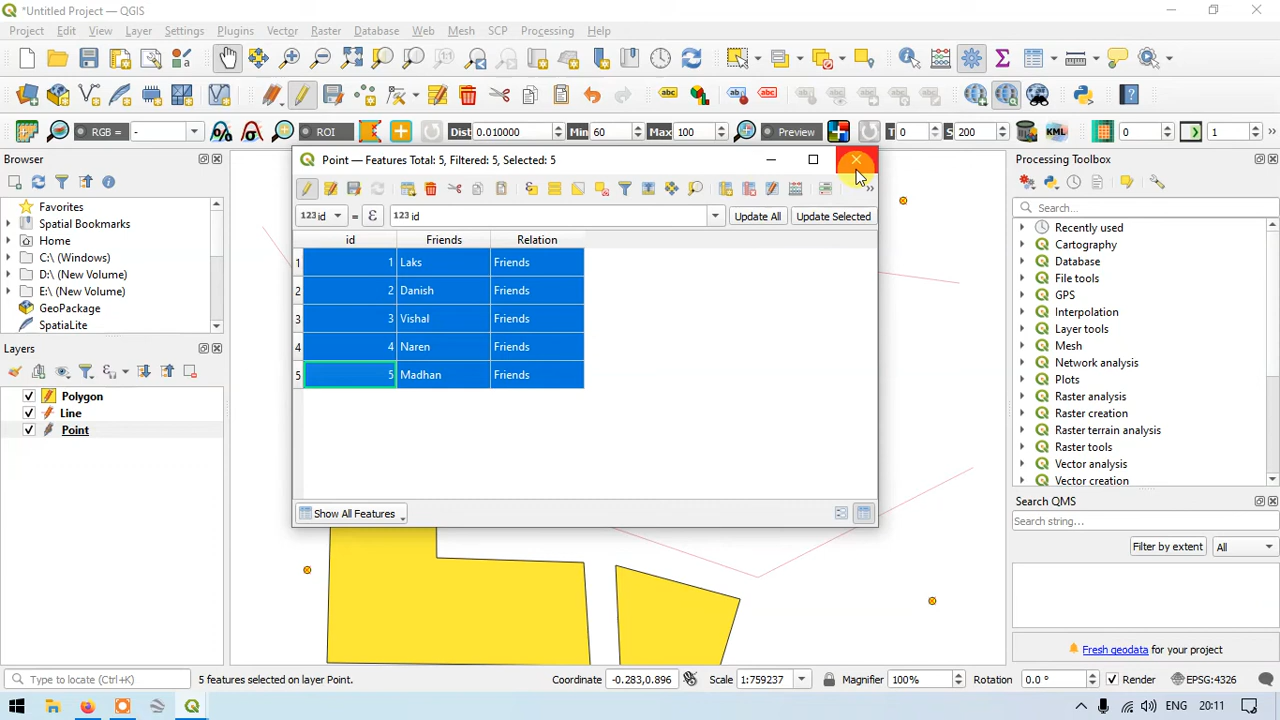 *Untitled Project — QGIS
Project Edit View Layer Settings Plugins Vector Raster Database Web Mesh SCP Processing Help
RGB = - ROI Dist 0.010000 Min 60 Max 100 Preview T 0 S 200 KML 0 1
Browser
Favorites
Spatial Bookmarks
Home
C:\ (Windows)
D:\ (New Volume)
E:\ (New Volume)
GeoPackage
SpatiaLite
Layers
Polygon
Line
Point
Point — Features Total: 5, Filtered: 5, Selected: 5
123 id = ε 123 id Update All Update Selected
id Friends Relation
1 1 Laks Friends
2 2 Danish Friends
3 3 Vishal Friends
4 4 Naren Friends
5 5 Madhan Friends
Show All Features
Processing Toolbox
Search...
Recently used
Cartography
Database
File tools
GPS
Interpolation
Layer tools
Mesh
Network analysis
Plots
Raster analysis
Raster creation
Raster terrain analysis
Raster tools
Vector analysis
Vector creation
Search QMS
Search string...
Filter by extent All
Fresh geodata for your project
Type to locate (Ctrl+K) 5 features selected on layer Point. Coordinate -0.283,0.896 Scale 1:759237 Magnifier 100% Rotation 0.0 ° Render EPSG:4326
ENG 20:11